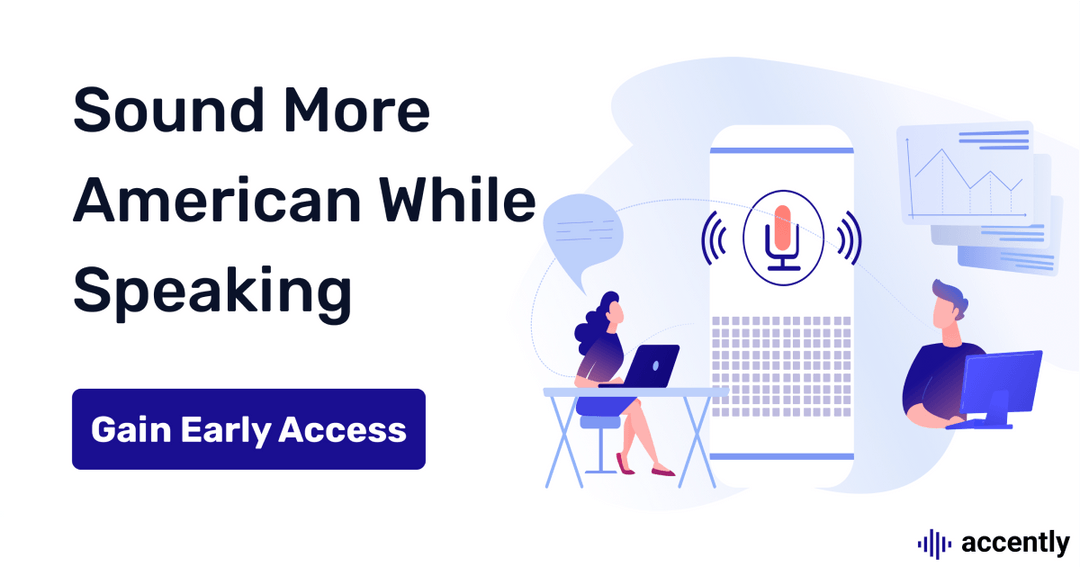 Sound More
American While
Speaking
Gain Early Access
accently